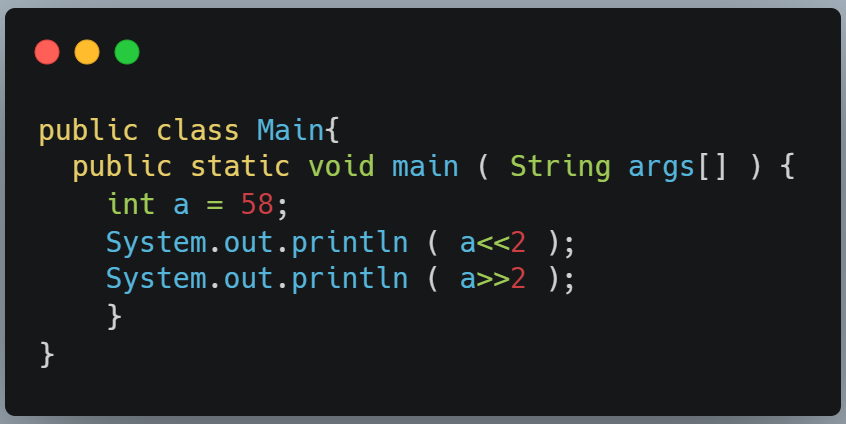 public class Main{
  public static void main ( String args[] ) {
    int a = 58;
    System.out.println ( a<<2 );
    System.out.println ( a>>2 );
    }
}